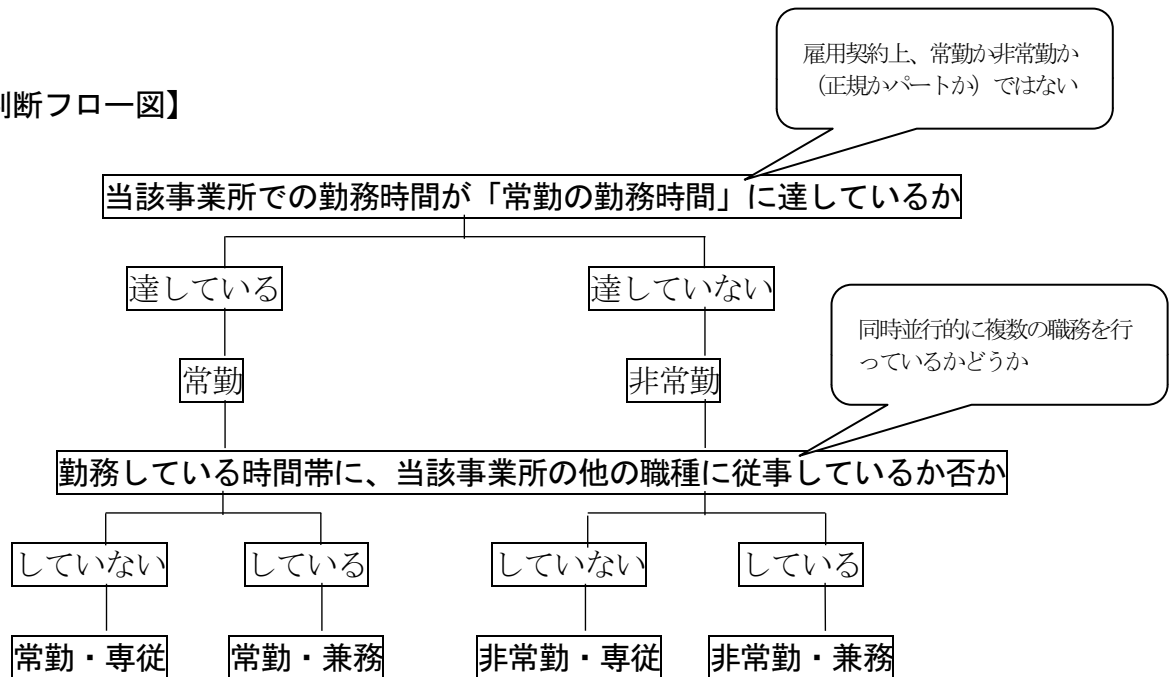 雇用契約上、常勤か非常勤か
（正規かパートか）ではない
断フロー図】
当該事業所での勤務時間が「常勤の勤務時間」に達しているか
達している
達していない
同時並行的に複数の職務を行
っているかどうか
常勤
非常勤
勤務している時間帯に、当該事業所の他の職種に従事しているか否か
していない
している
していない
している
常勤・専従
常勤・兼務
非常勤・専従
非常勤・兼務